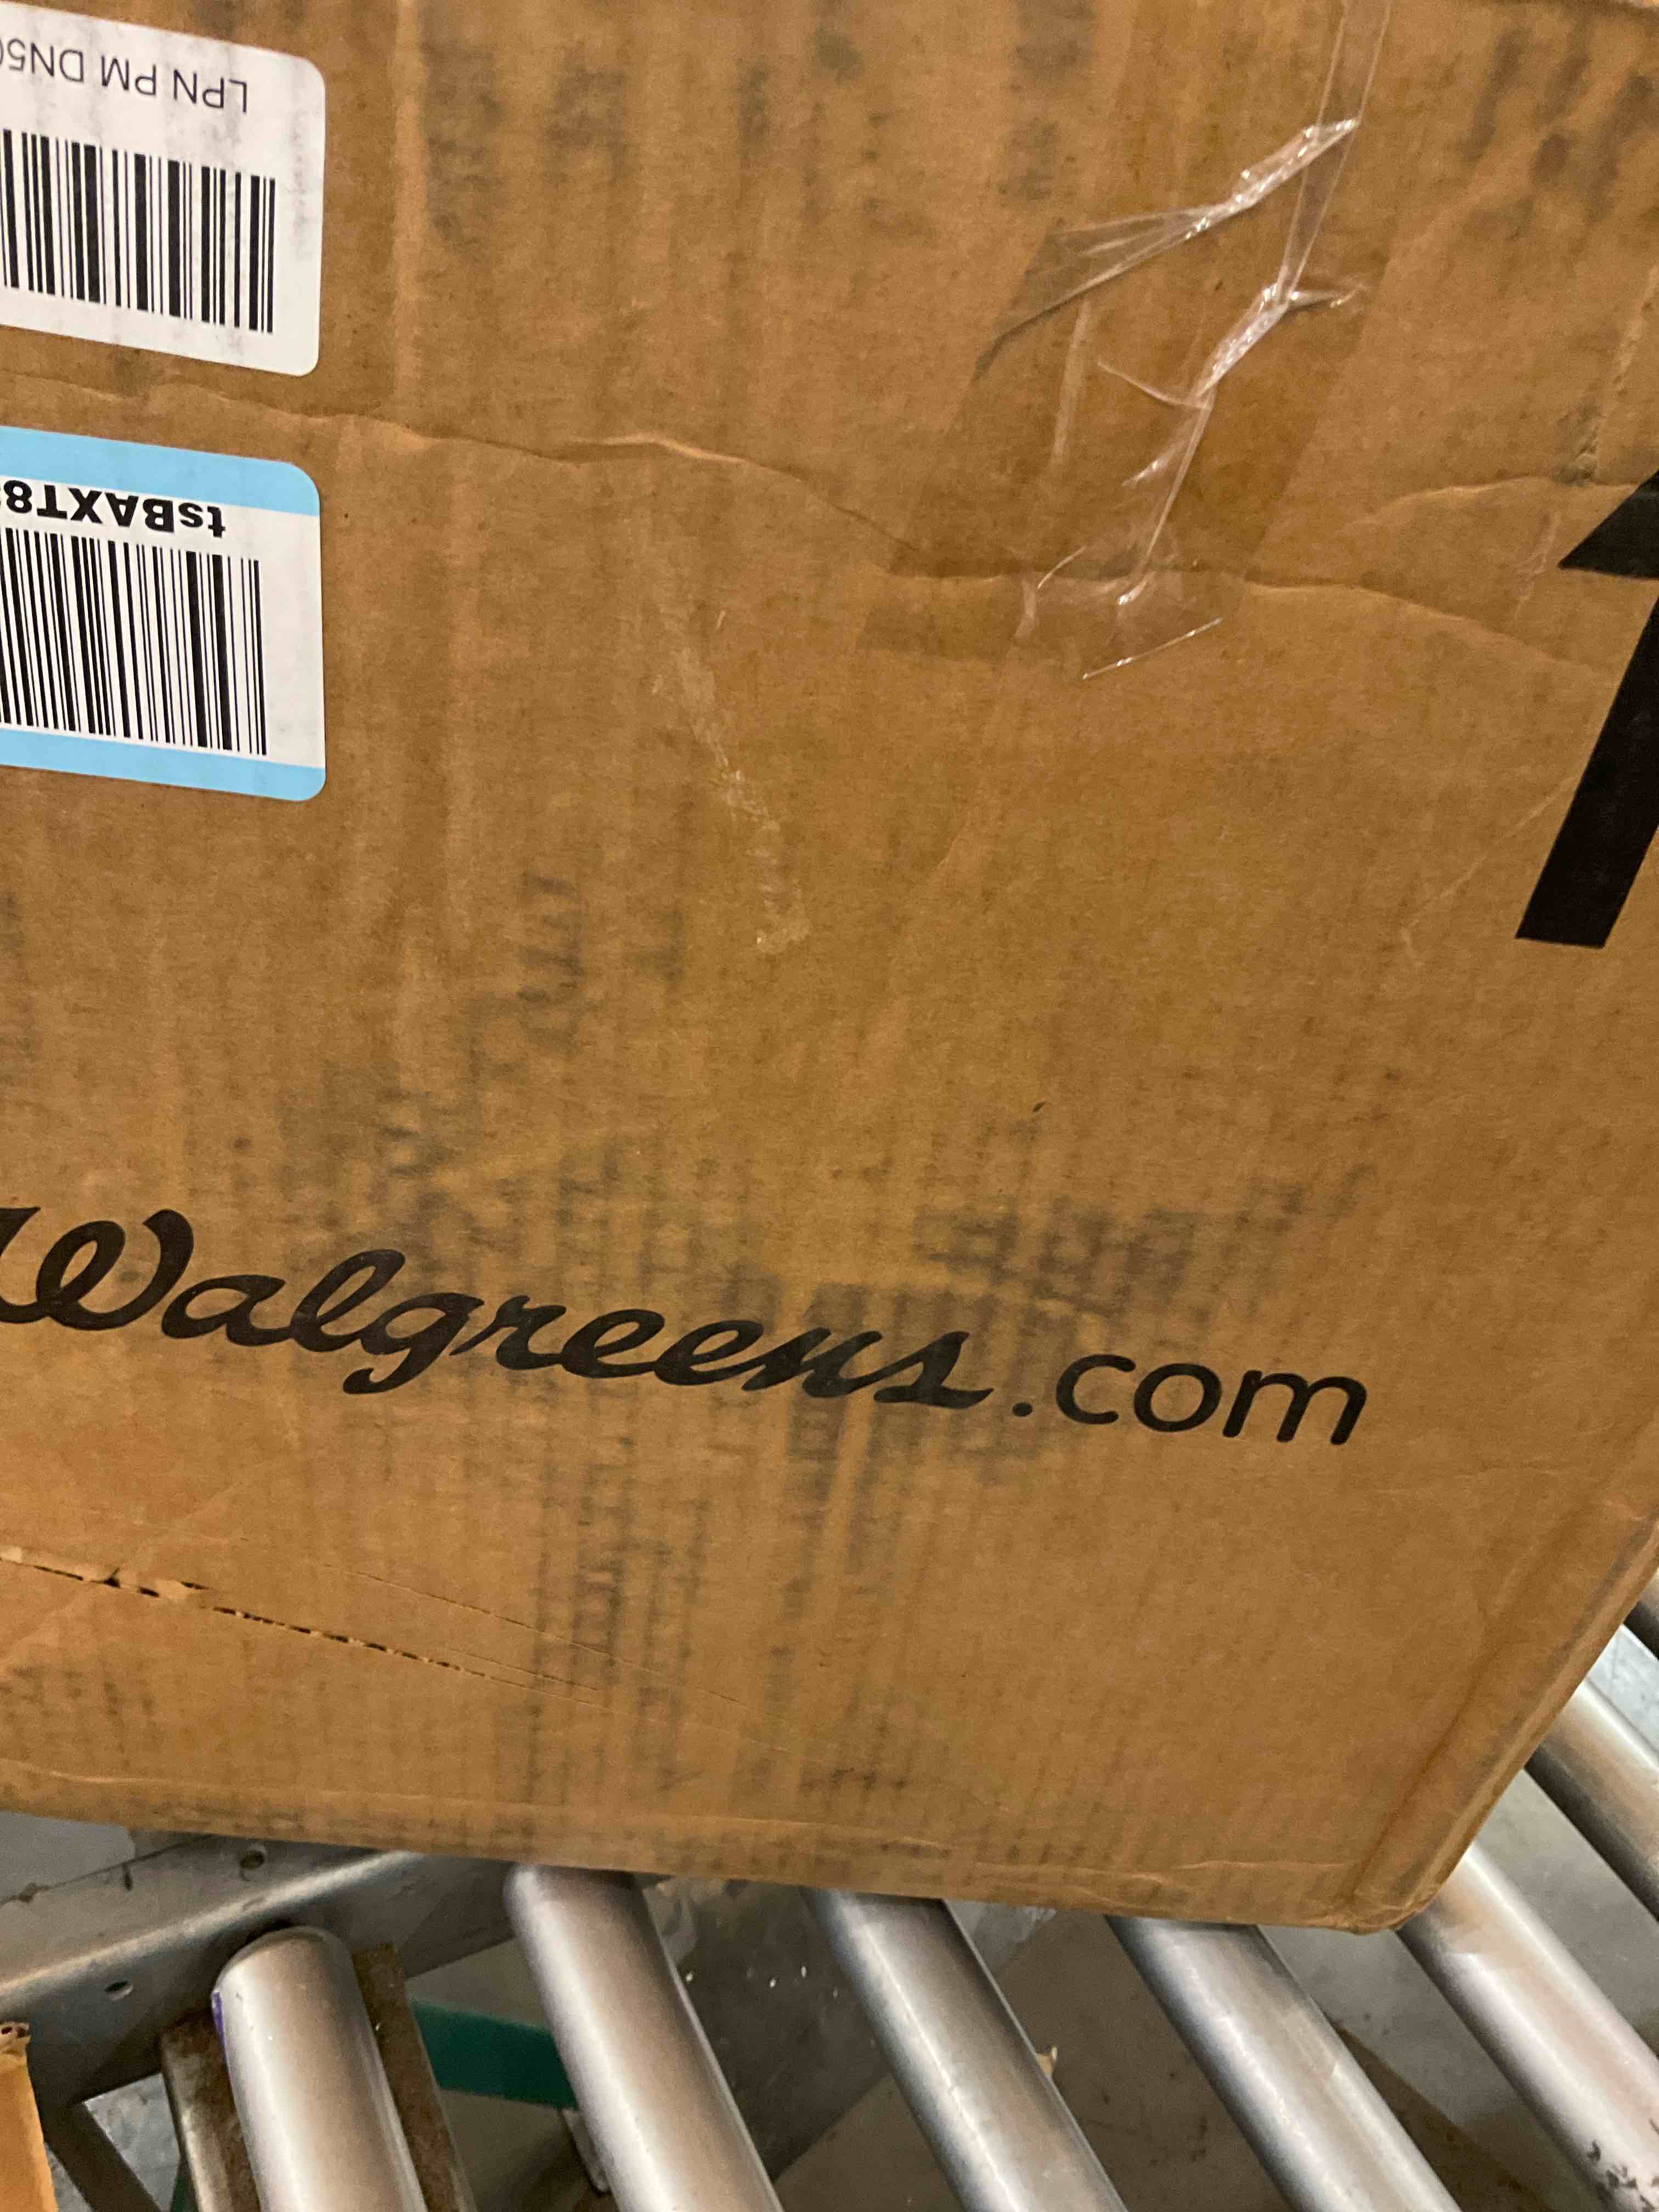 LPN PM DN5
tsBAXT8
Walgreens.com